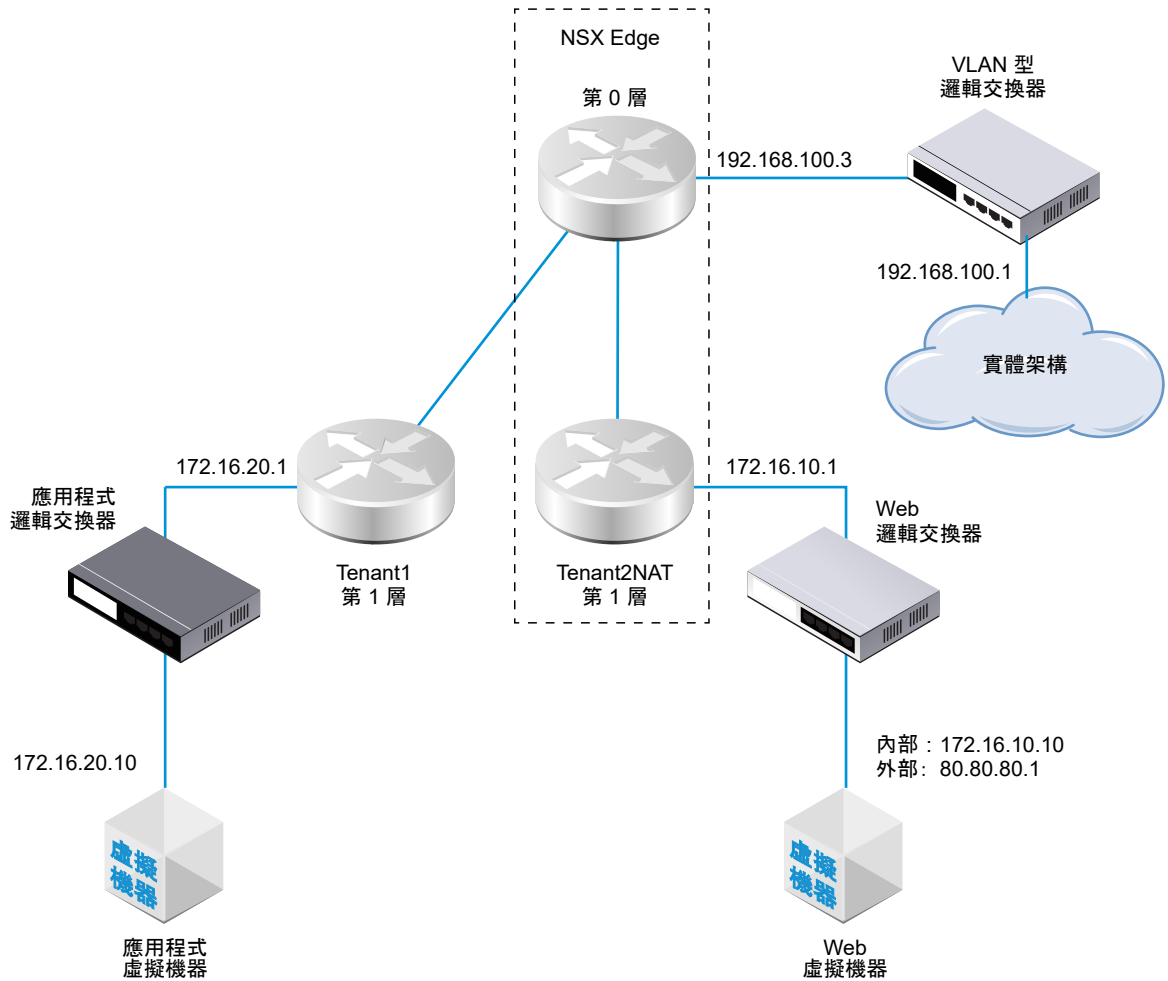 NSX Edge
第 0 層
VLAN 型
邏輯交換器
192.168.100.3
192.168.100.1
實體架構
172.16.20.1
172.16.10.1
應用程式
邏輯交換器
Web
邏輯交換器
Tenant1
第 1 層
Tenant2NAT
第 1 層
172.16.20.10
內部：172.16.10.10
外部：80.80.80.1
虛擬
機器
虛擬
機器
應用程式
虛擬機器
Web
虛擬機器